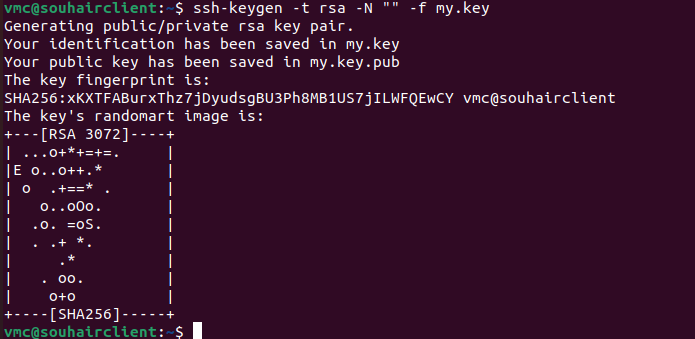 vmc@souhairclient:~$ ssh-keygen -t rsa -N "" -f my.key
Generating public/private rsa key pair.
Your identification has been saved in my.key
Your public key has been saved in my.key.pub
The key fingerprint is:
SHA256:xKXTFABurxThz7jDyudsgBU3Ph8MB1US7jILWFQEwCY vmc@souhairclient
The key's randomart image is:
+---[RSA 3072]----+
| ...o+*+=+=.     |
|E o..o++.*       |
| o  .+==* .      |
|   o..oOo.       |
|  .o. =oS.       |
|  . .+ *.        |
|     .*          |
|   . oo.         |
|    o+o          |
+----[SHA256]-----+
vmc@souhairclient:~$